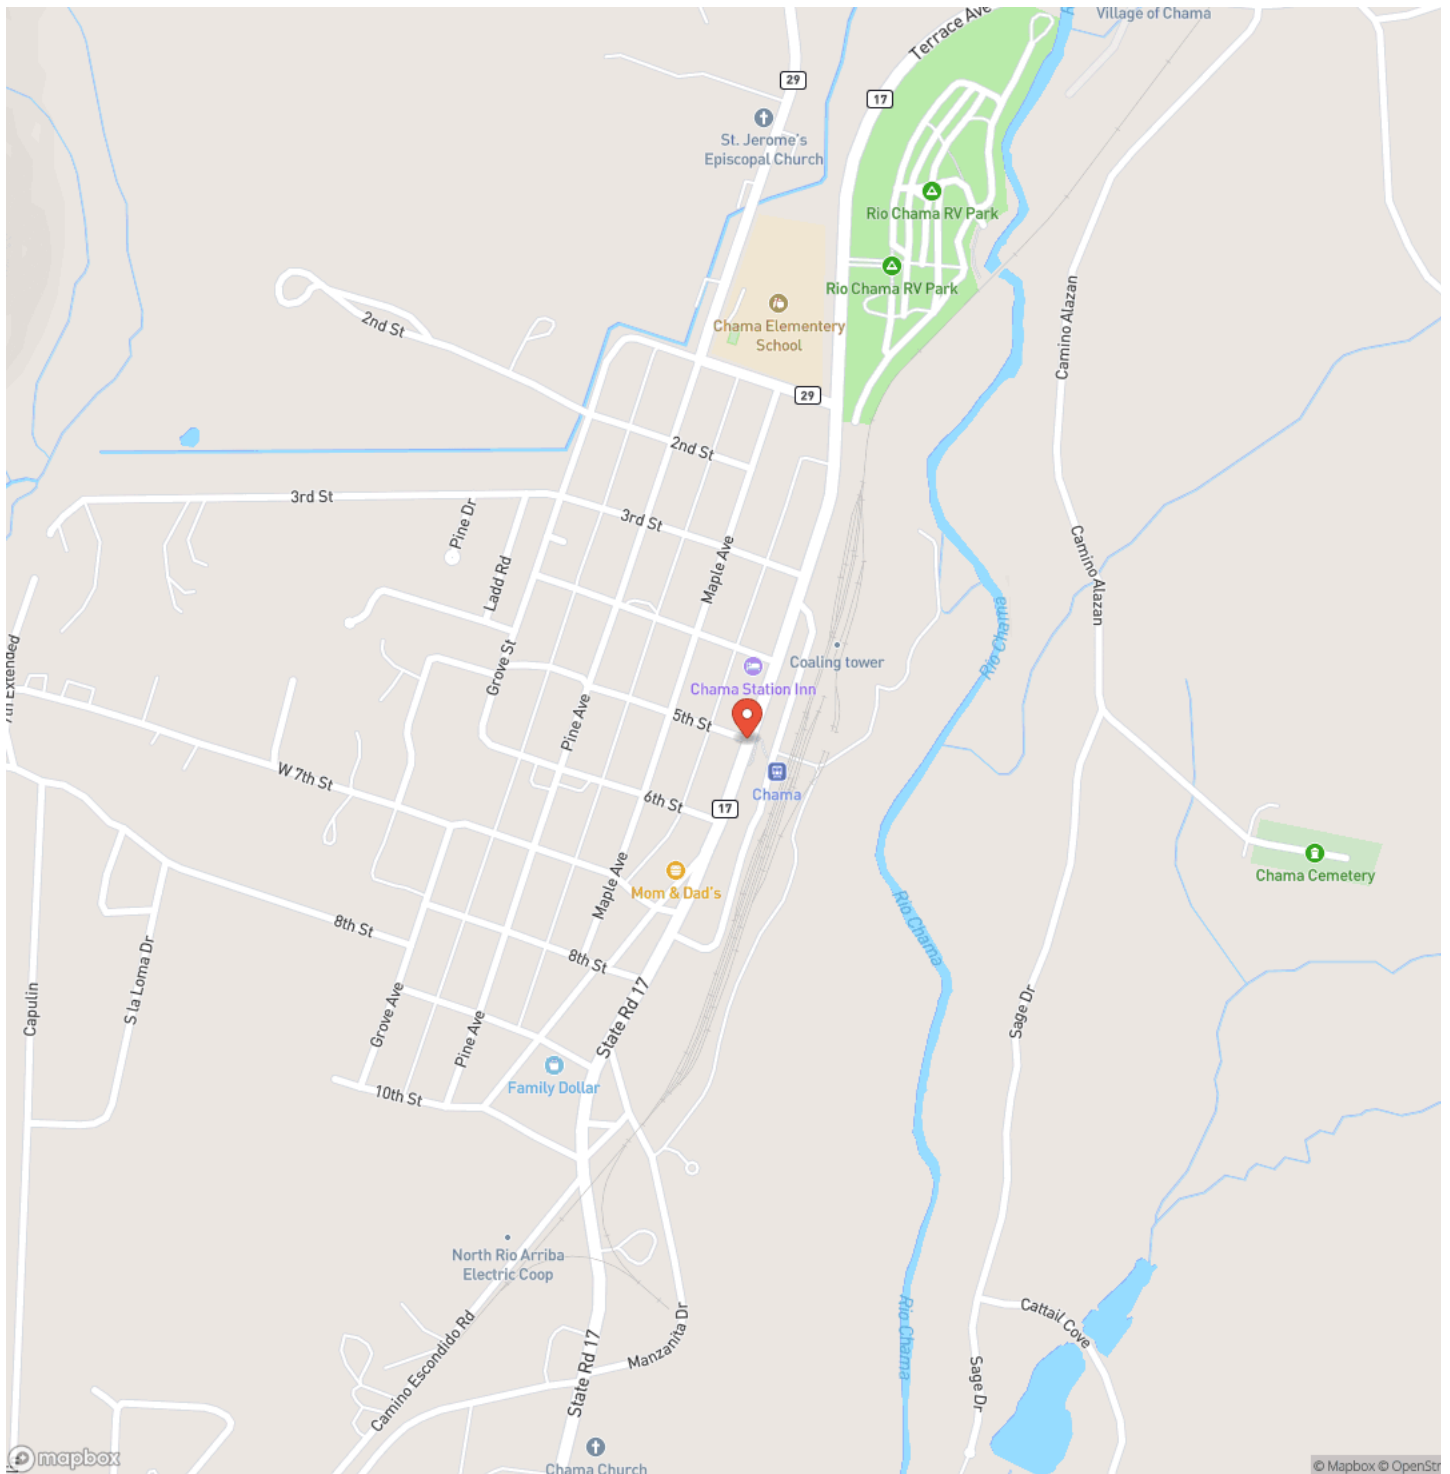 Village of Chama
Terrace Ave
29
17
St. Jerome's
Episcopal Church
Rio Chama RV Park
Rio Chama RV Park
Chama Elementery
School
2nd St
Camino Alazan
29
2nd St
3rd St
3rd St
Pine Dr
Camino Alazan
Maple Ave
Ladd Rd
Rio Chama
7th Extended
Grove St
Coaling tower
Chama Station Inn
Pine Ave
5th St
W 7th St
Chama
6th St
17
Mom & Dad's
Maple Ave
Chama Cemetery
8th St
Rio Chama
8th St
S la Loma Dr
Capulin
Grove Ave
Pine Ave
State Rd 17
Sage Dr
Family Dollar
10th St
North Rio Arriba
Electric Coop
Rio Chama
Cattail Cove
Camino Escondido Rd
Manzanita Dr
State Rd 17
Sage Dr
Chama Church
mapbox
© Mapbox © OpenStr